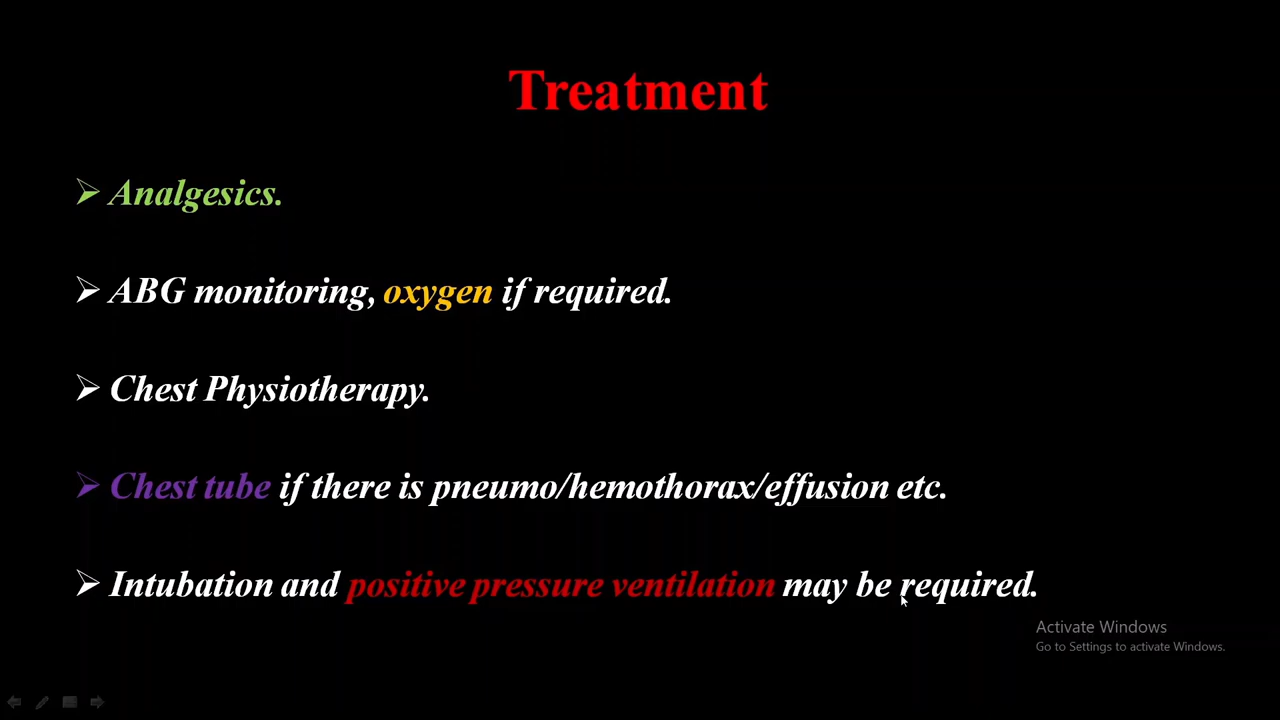 Treatment
Analgesics.
ABG monitoring, oxygen if required.
Chest Physiotherapy.
Chest tube if there is pneumo/hemothorax/effusion etc.
Intubation and positive pressure ventilation may be required.
Activate Windows
Go to Settings to activate Windows.